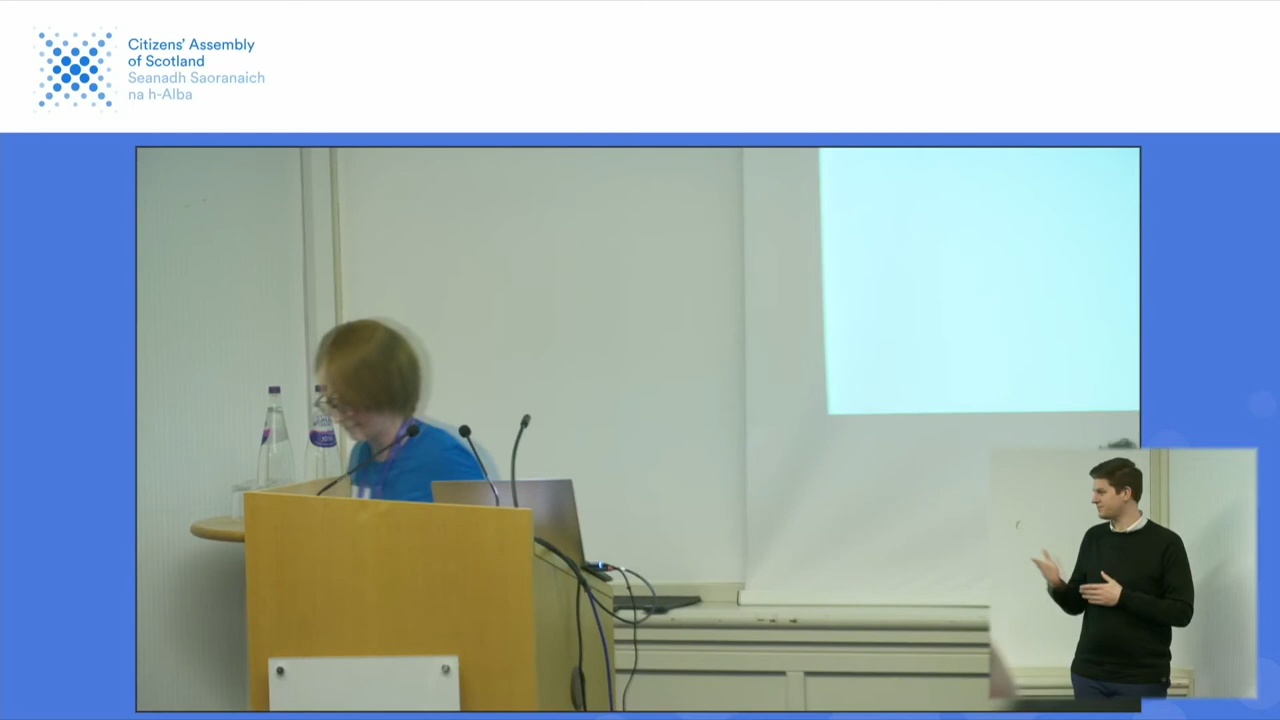 Citizens’ Assembly
of Scotland
Seanadh Saoranaich
na h-Alba